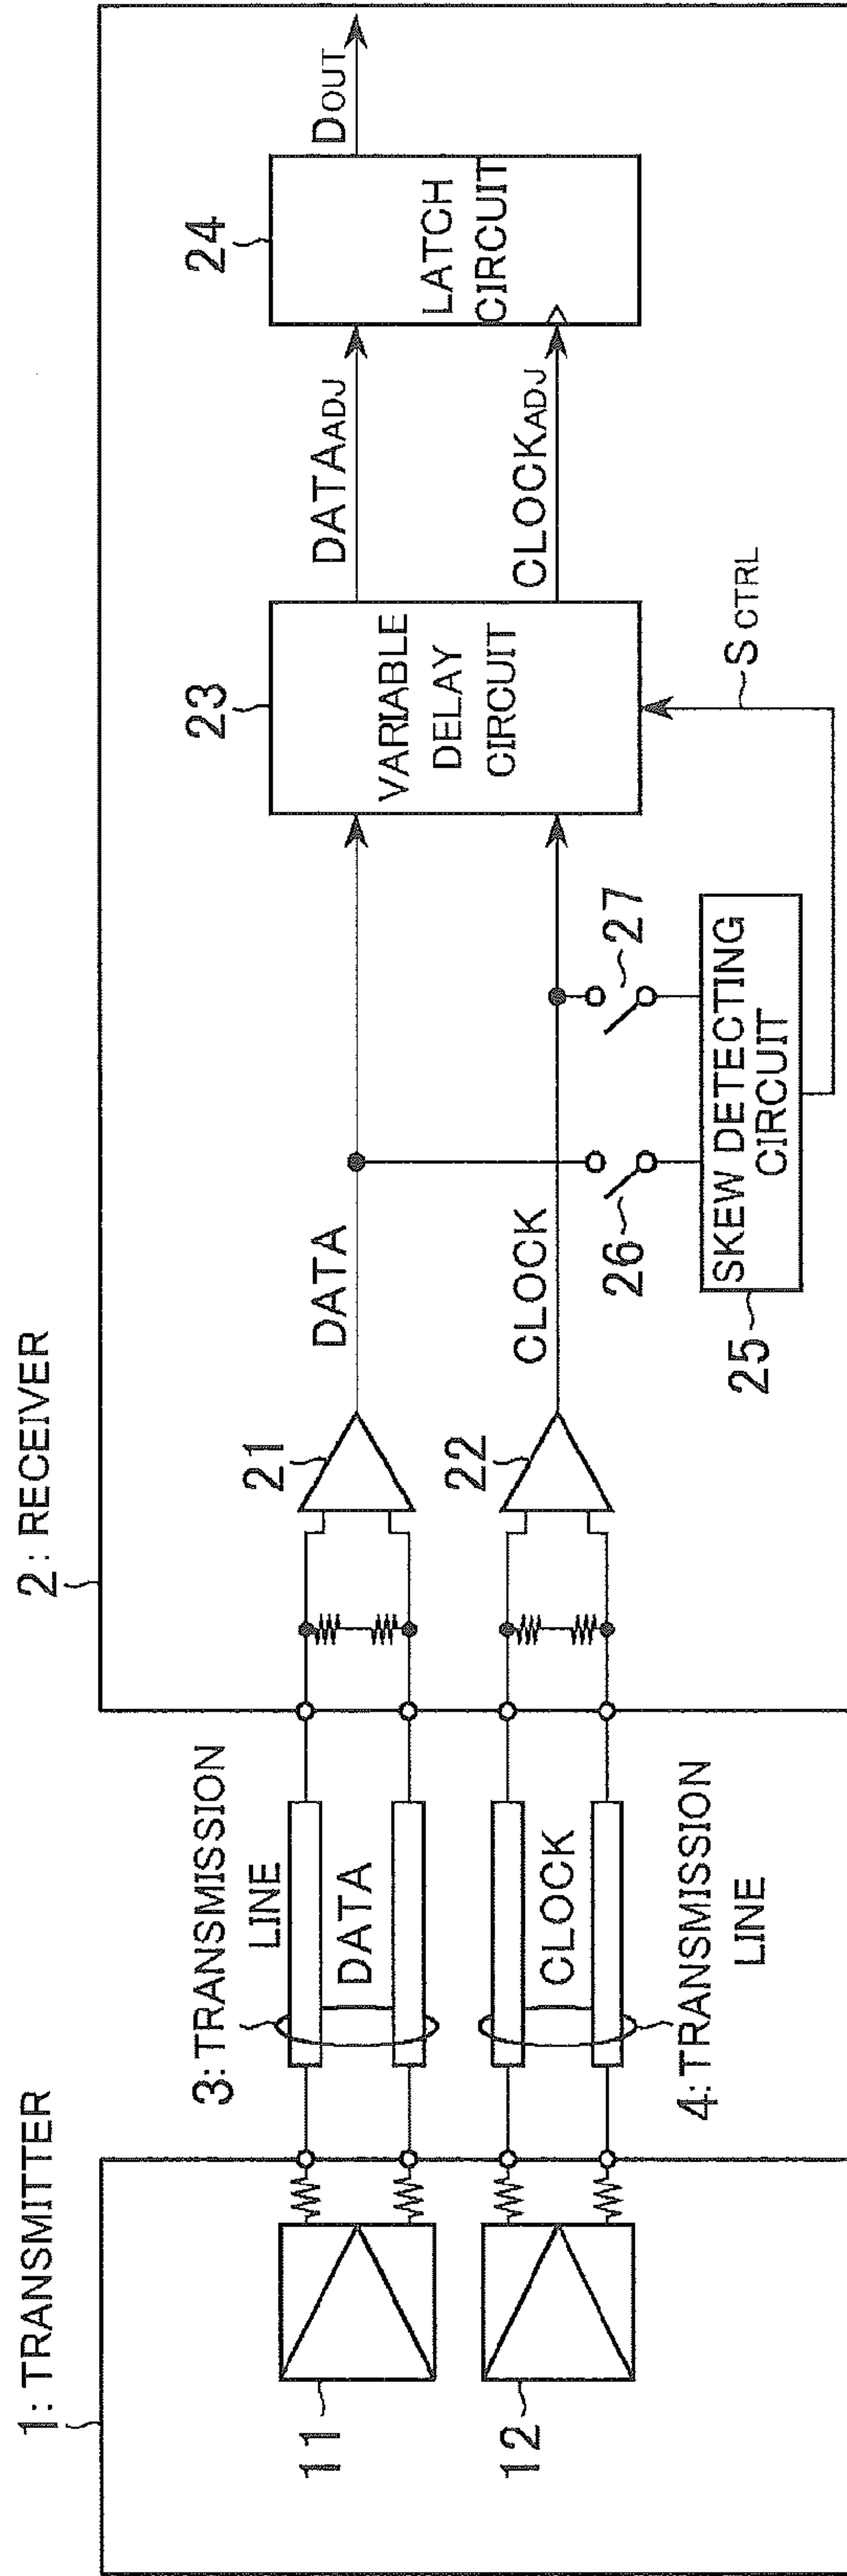 1: TRANSMITTER
2: RECEIVER
11
12
3: TRANSMISSION
LINE
DATA
CLOCK
4: TRANSMISSION
LINE
21
22
DATA
CLOCK
26
27
25
SKEW DETECTING
CIRCUIT
SCTRL
23
VARIABLE
DELAY
CIRCUIT
DATAADJ
CLOCKADJ
24
LATCH
CIRCUIT
DOUT